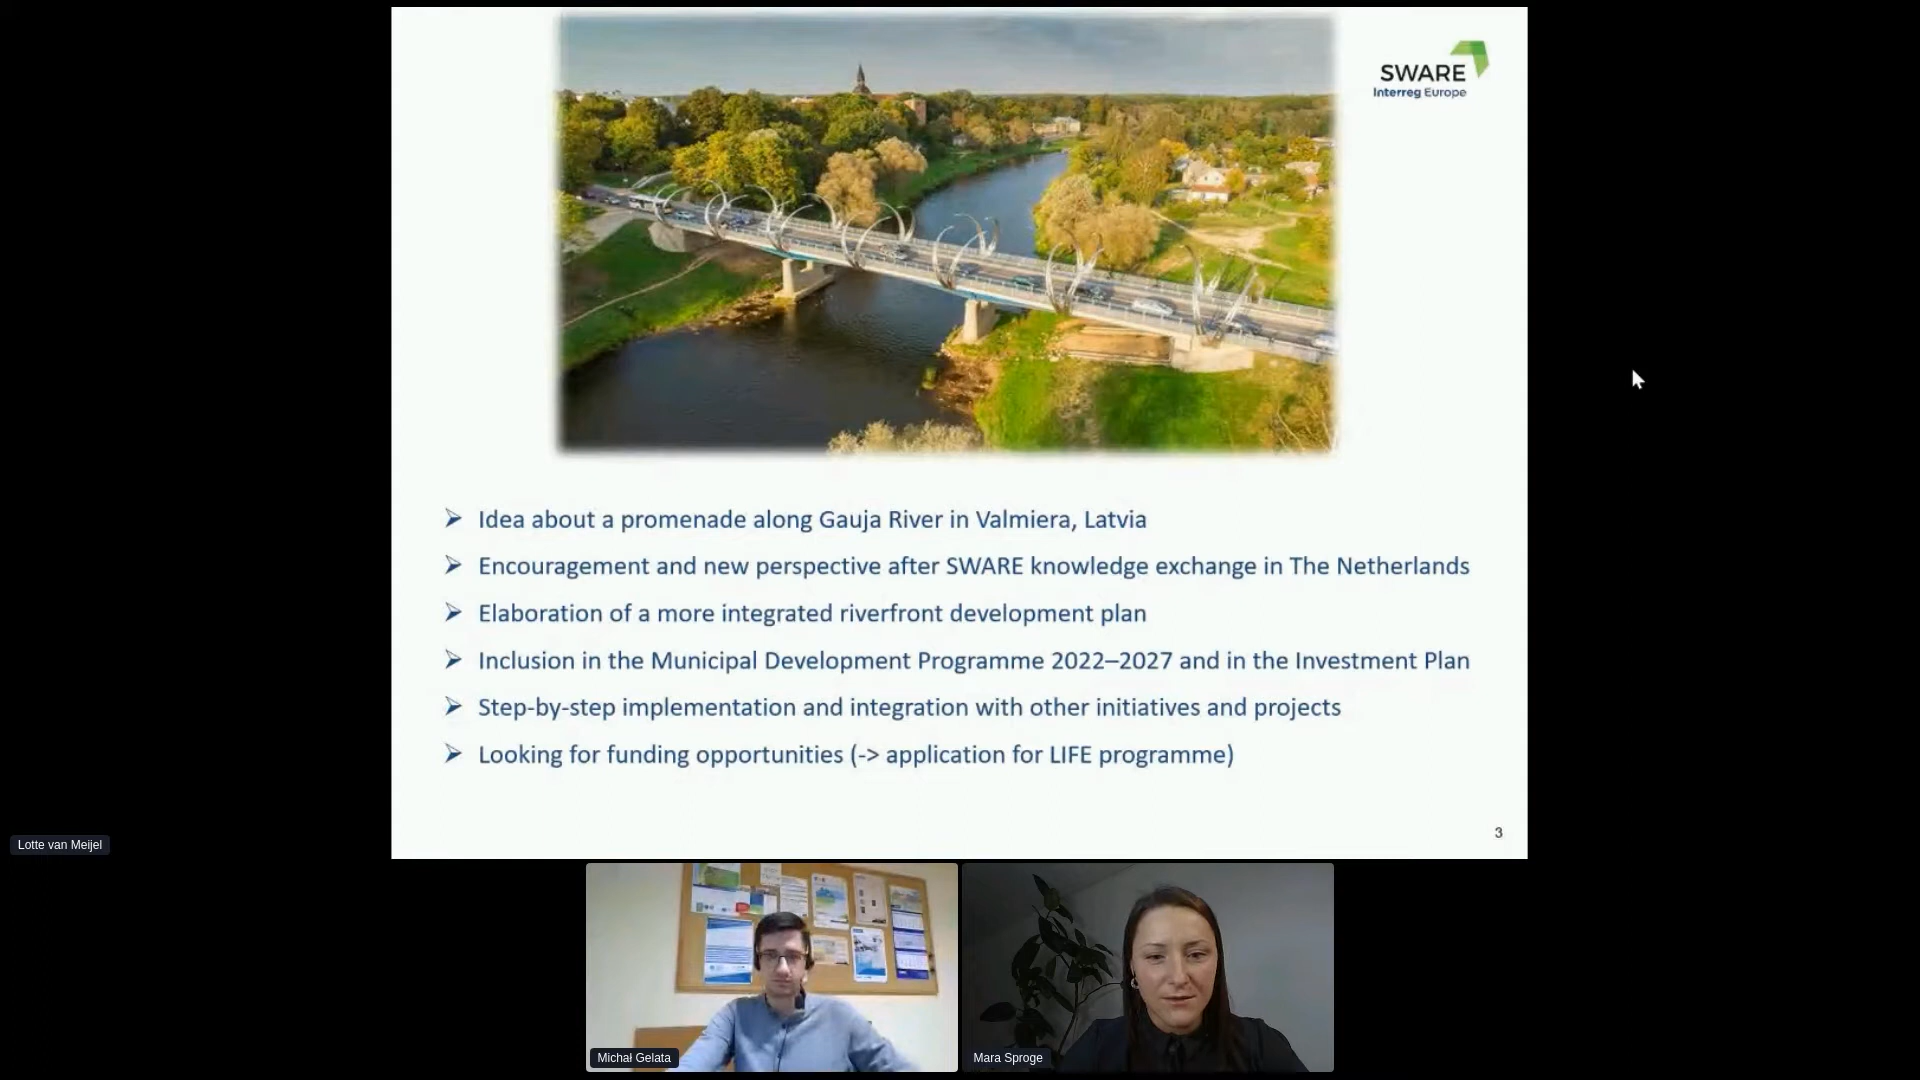 SWARE
Interreg Europe
➢ Idea about a promenade along Gauja River in Valmiera, Latvia
➢ Encouragement and new perspective after SWARE knowledge exchange in The Netherlands
➢ Elaboration of a more integrated riverfront development plan
➢ Inclusion in the Municipal Development Programme 2022–2027 and in the Investment Plan
➢ Step-by-step implementation and integration with other initiatives and projects
➢ Looking for funding opportunities (-> application for LIFE programme)
3
Lotte van Meijel
Michał Gelata
Mara Sproge